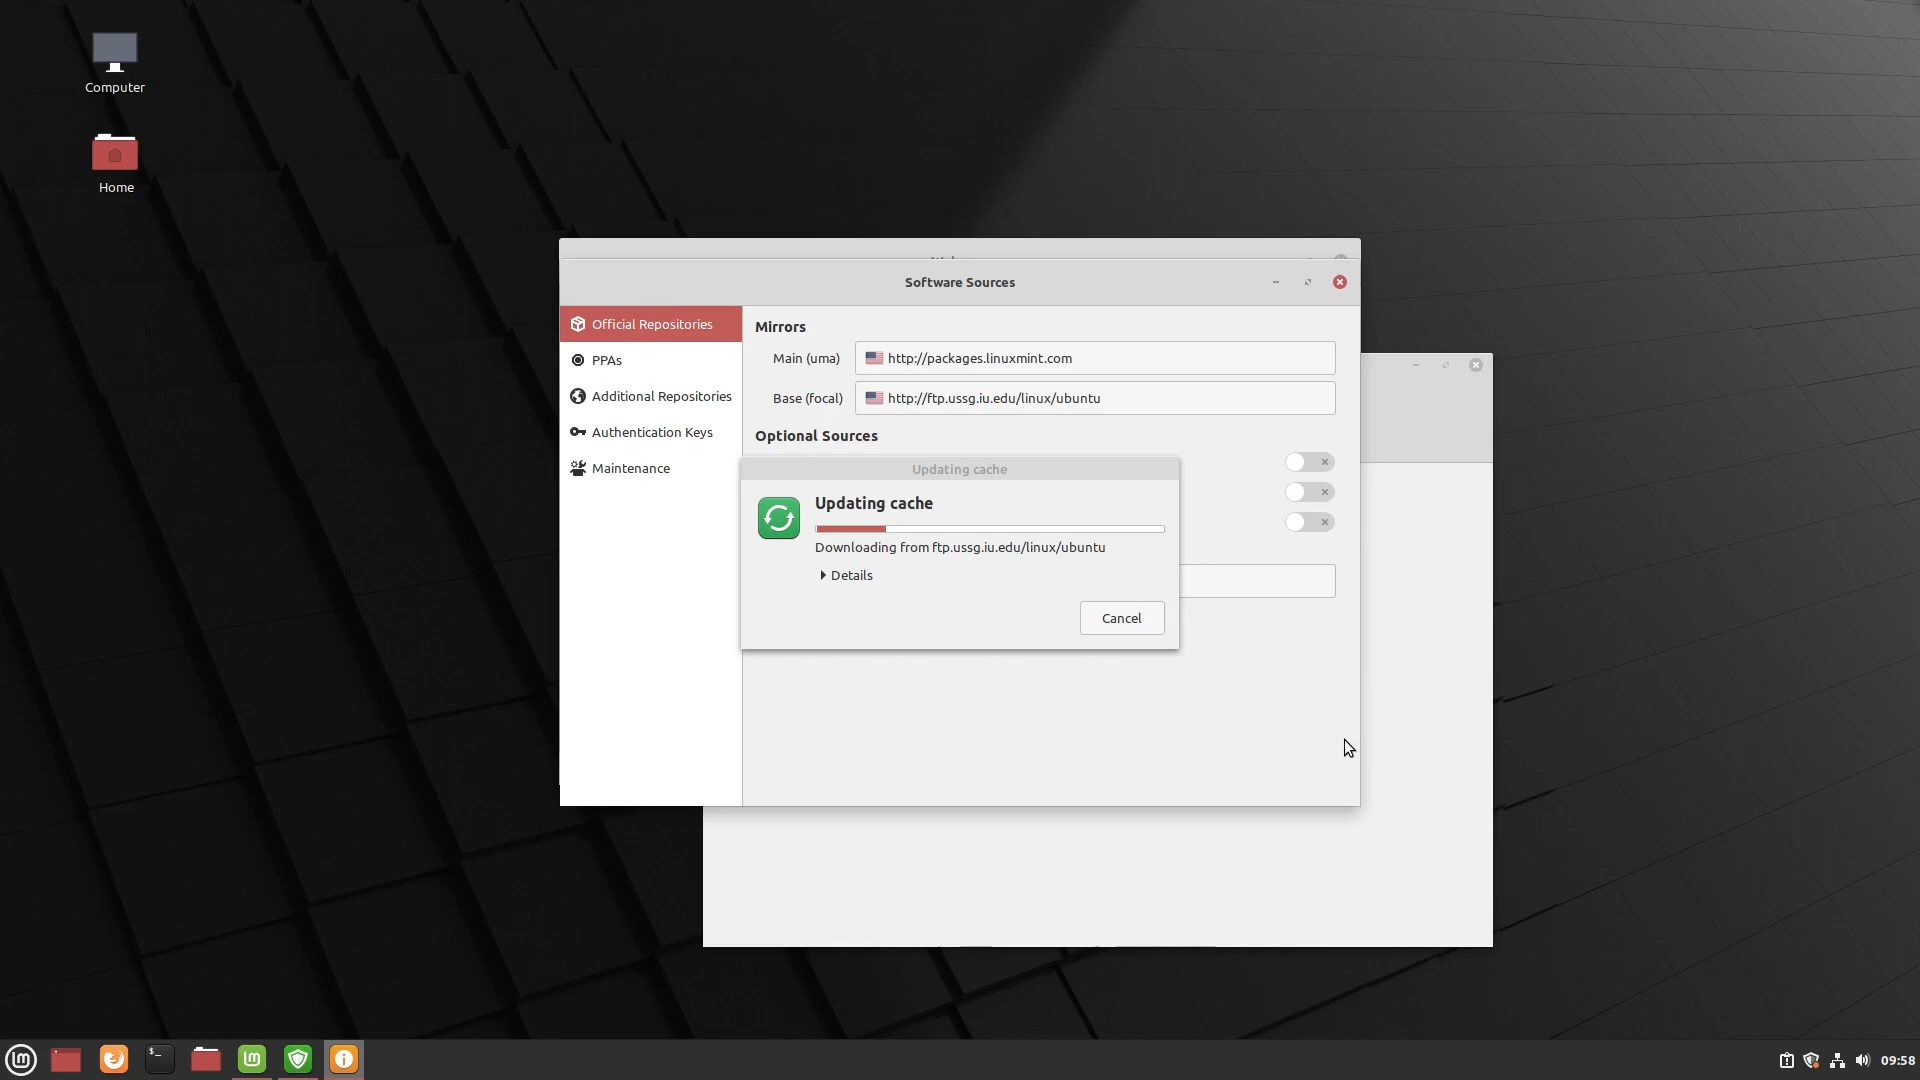 Computer
Home
Software Sources
Official Repositories
PPAs
Additional Repositories
Authentication Keys
Maintenance
Mirrors
Main (uma)
http://packages.linuxmint.com
Base (focal)
http://ftp.ussg.iu.edu/linux/ubuntu
Optional Sources
Updating cache
Updating cache
Downloading from ftp.ussg.iu.edu/linux/ubuntu
Details
Cancel
09:58